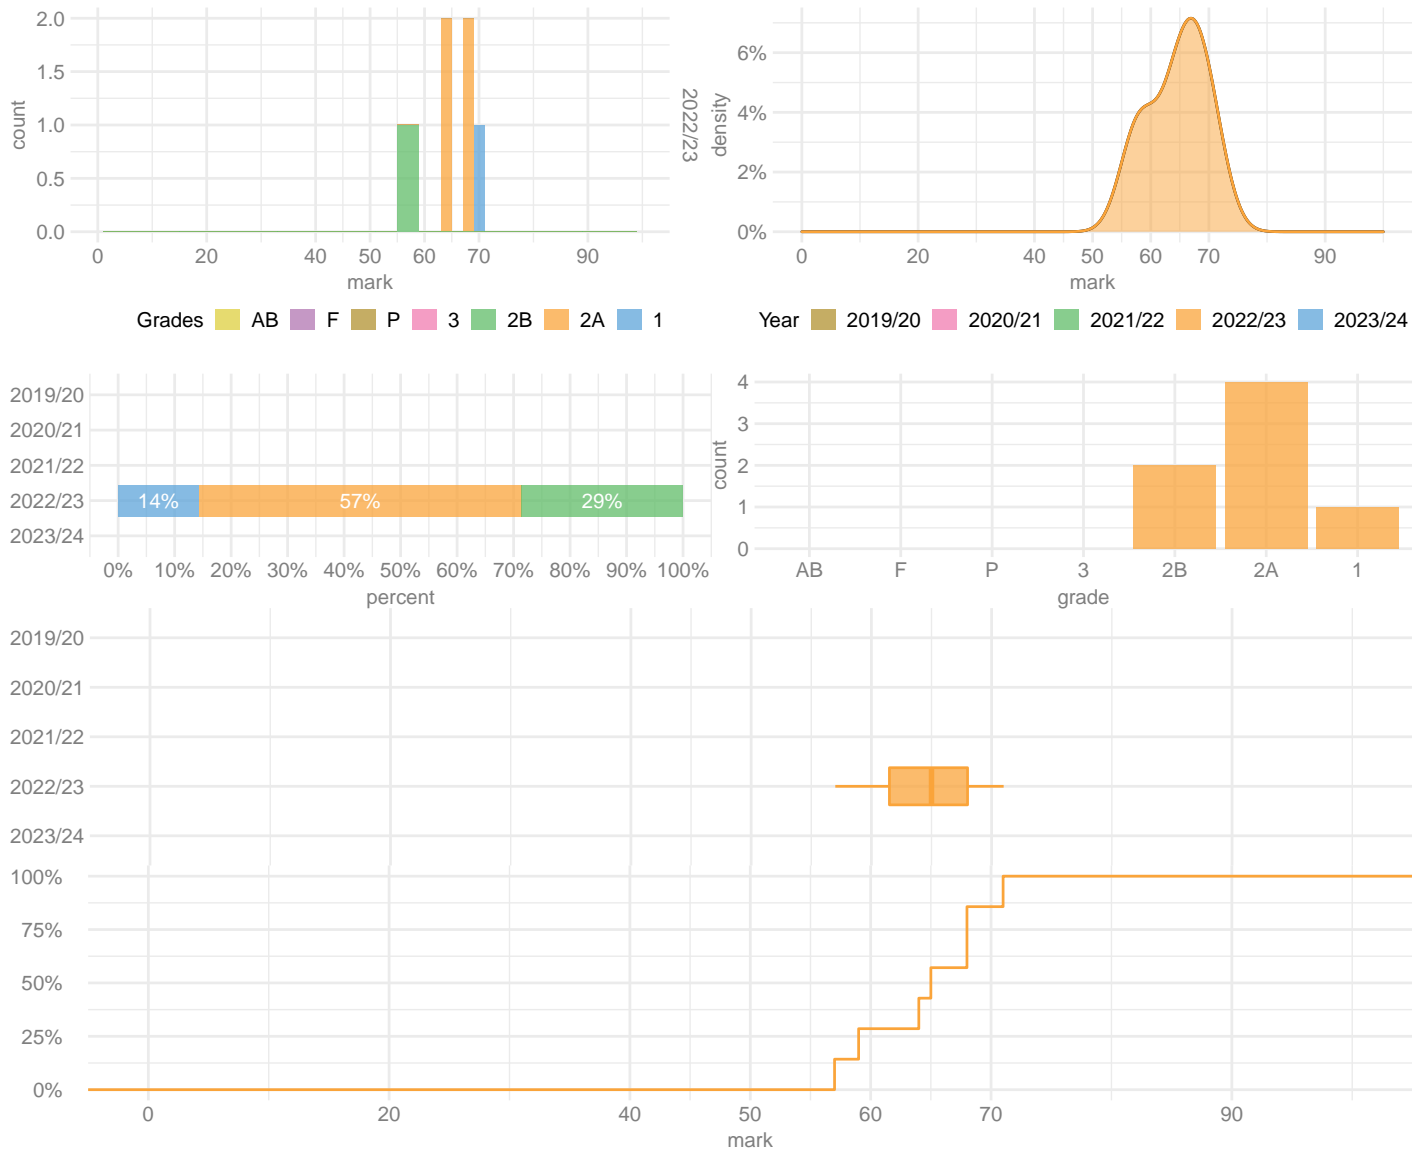 2.0
1.5
1.0
0.5
0.0
count
0 20 40 50 60 70 90
mark
2022/23
6%
4%
2%
0%
density
0 20 40 50 60 70 90
mark
Grades AB F P 3 2B 2A 1
Year 2019/20 2020/21 2021/22 2022/23 2023/24
2019/20
2020/21
2021/22
2022/23 14% 57% 29%
2023/24
0% 10% 20% 30% 40% 50% 60% 70% 80% 90% 100%
percent
4
3
2
1
0
count
AB F P 3 2B 2A 1
grade
2019/20
2020/21
2021/22
2022/23
2023/24
100%
75%
50%
25%
0%
0 20 40 50 60 70 90
mark